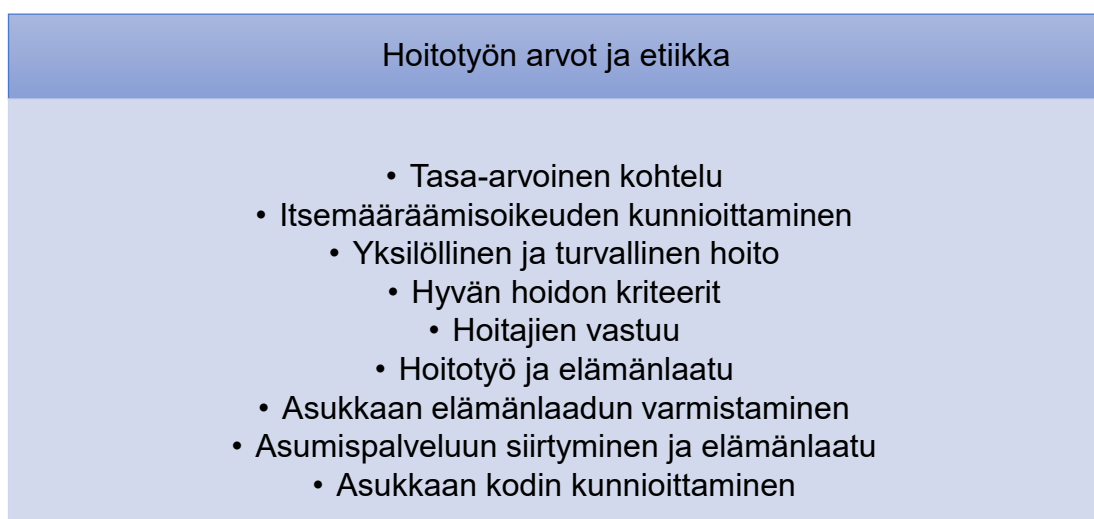 Hoitotyön arvot ja etiikka
• Tasa-arvoinen kohtelu
• Itsemääräämisoikeuden kunnioittaminen
• Yksilöllinen ja turvallinen hoito
• Hyvän hoidon kriteerit
• Hoitajien vastuu
• Hoitotyö ja elämänlaatu
• Asukkaan elämänlaadun varmistaminen
• Asumispalveluun siirtyminen ja elämänlaatu
• Asukkaan kodin kunnioittaminen